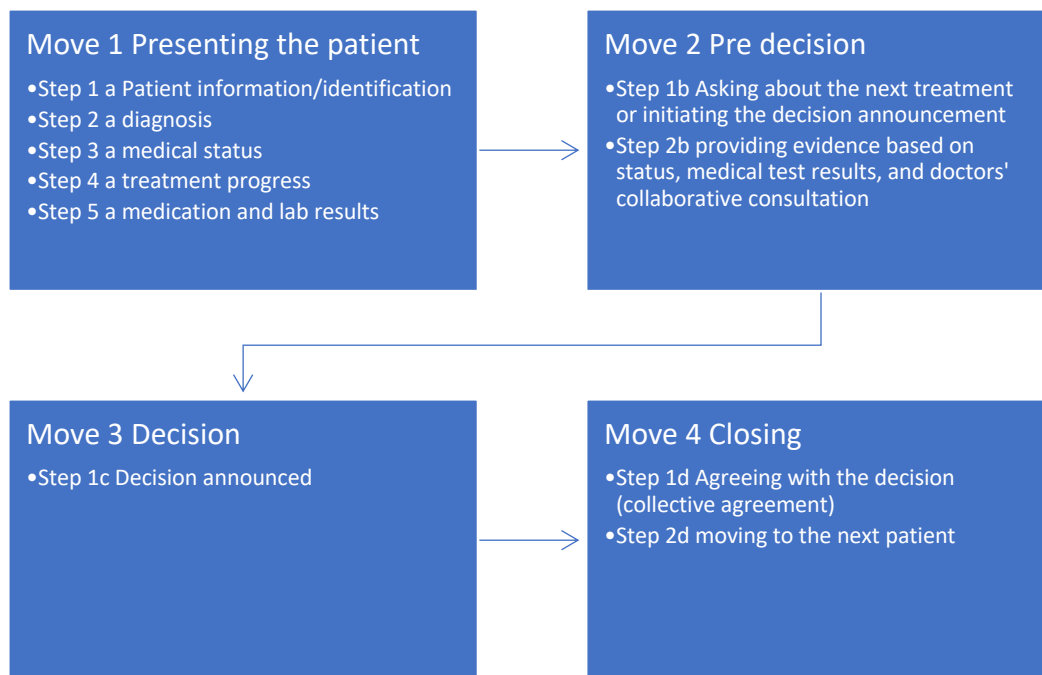 Move 1 Presenting the patient
•Step 1 a Patient information/identification
•Step 2 a diagnosis
•Step 3 a medical status
•Step 4 a treatment progress
•Step 5 a medication and lab results
Move 2 Pre decision
•Step 1b Asking about the next treatment
or initiating the decision announcement
•Step 2b providing evidence based on
status, medical test results, and doctors'
collaborative consultation
Move 3 Decision
•Step 1c Decision announced
Move 4 Closing
•Step 1d Agreeing with the decision
(collective agreement)
•Step 2d moving to the next patient